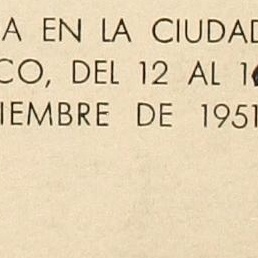 A EN LA CIUDAD
CO, DEL 12 AL 1
IEMBRE DE 1951